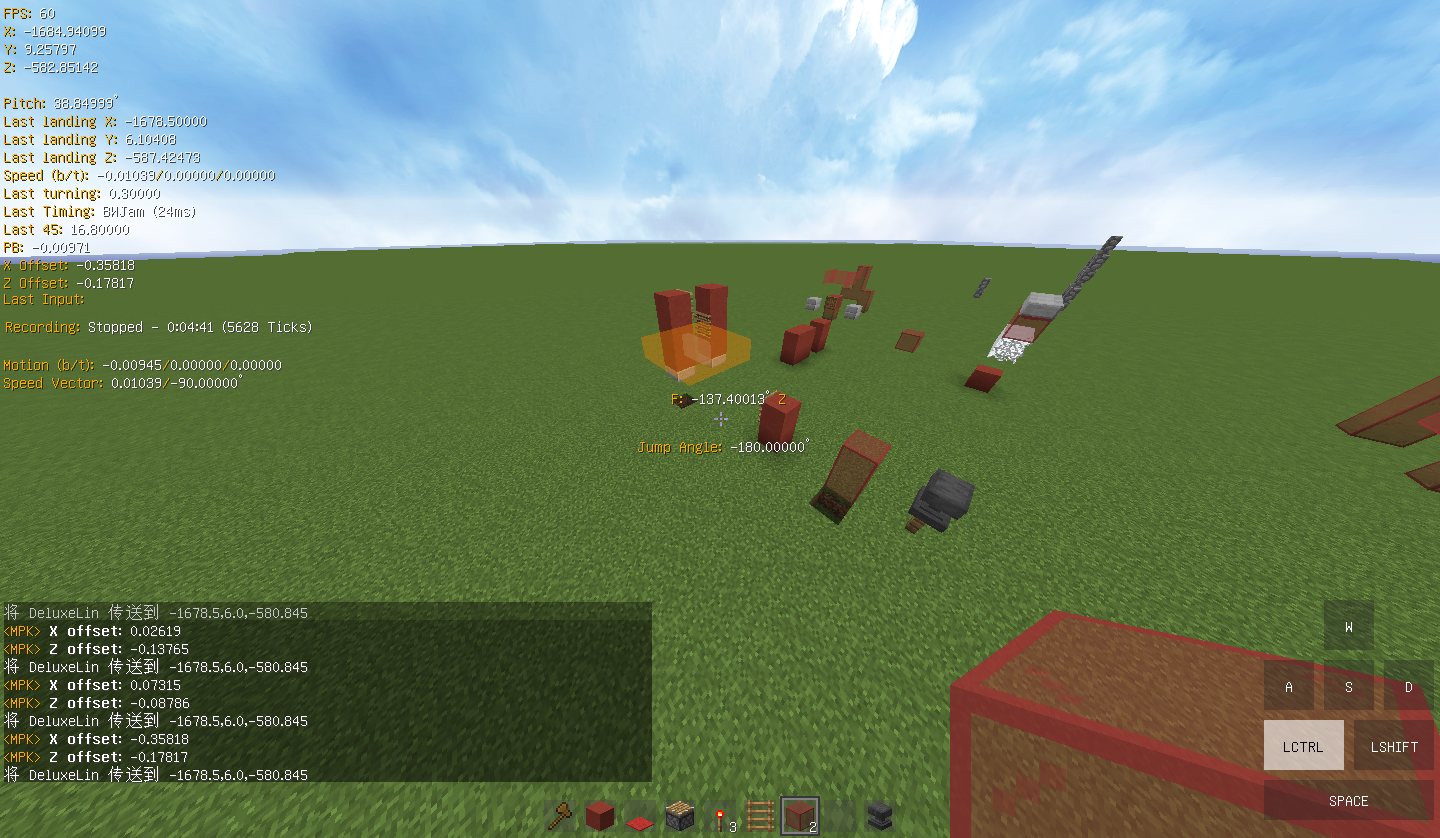 FPS: 60
X: -1684.94099
Y: 9.25797
Z: -582.85142
Pitch: 38.84999°
Last landing X: -1678.50000
Last landing Y: 6.10408
Last landing Z: -587.42473
Speed (b/t): -0.01039/0.00000/0.00000
Last turning: 0.30000
Last Timing: BWJam (24ms)
Last 45: 16.80000
PB: -0.00971
X Offset: -0.35818
Z Offset: -0.17817
Last Input:
Recording: Stopped - 0:04:41 (5628 Ticks)
Motion (b/t): -0.00945/0.00000/0.00000
Speed Vector: 0.01039/-90.00000°
F: -137.40013° Z
Jump Angle: -180.00000°
将 DeluxeLin 传送到 -1678.5,6.0,-580.845
<MPK> X offset: 0.02619
<MPK> Z offset: -0.13765
将 DeluxeLin 传送到 -1678.5,6.0,-580.845
<MPK> X offset: 0.07315
<MPK> Z offset: -0.08786
将 DeluxeLin 传送到 -1678.5,6.0,-580.845
<MPK> X offset: -0.35818
<MPK> Z offset: -0.17817
将 DeluxeLin 传送到 -1678.5,6.0,-580.845
W
A S D
LCTRL LSHIFT
SPACE
3 2